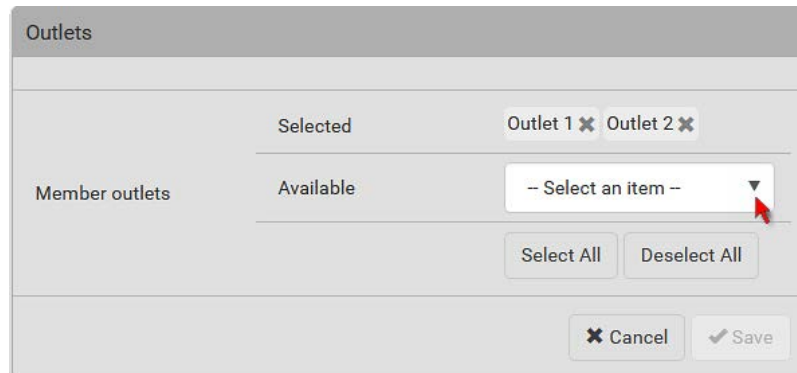 Outlets
Selected Outlet 1 ✖ Outlet 2 ✖
Member outlets
Available -- Select an item --
Select All Deselect All
✖ Cancel ✔ Save